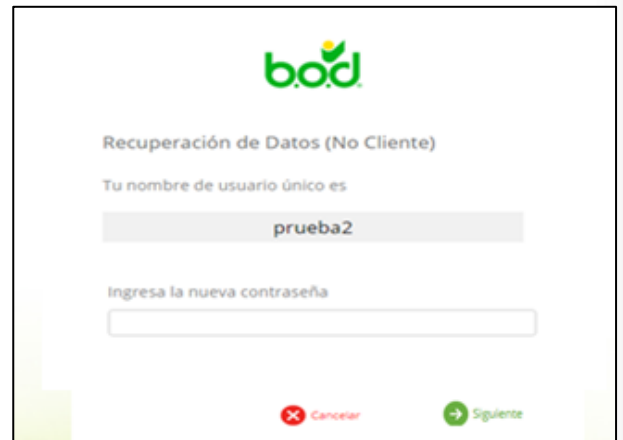 b.o.d.
Recuperación de Datos (No Cliente)
Tu nombre de usuario único es
prueba2
Ingresa la nueva contraseña
Cancelar
Siguiente